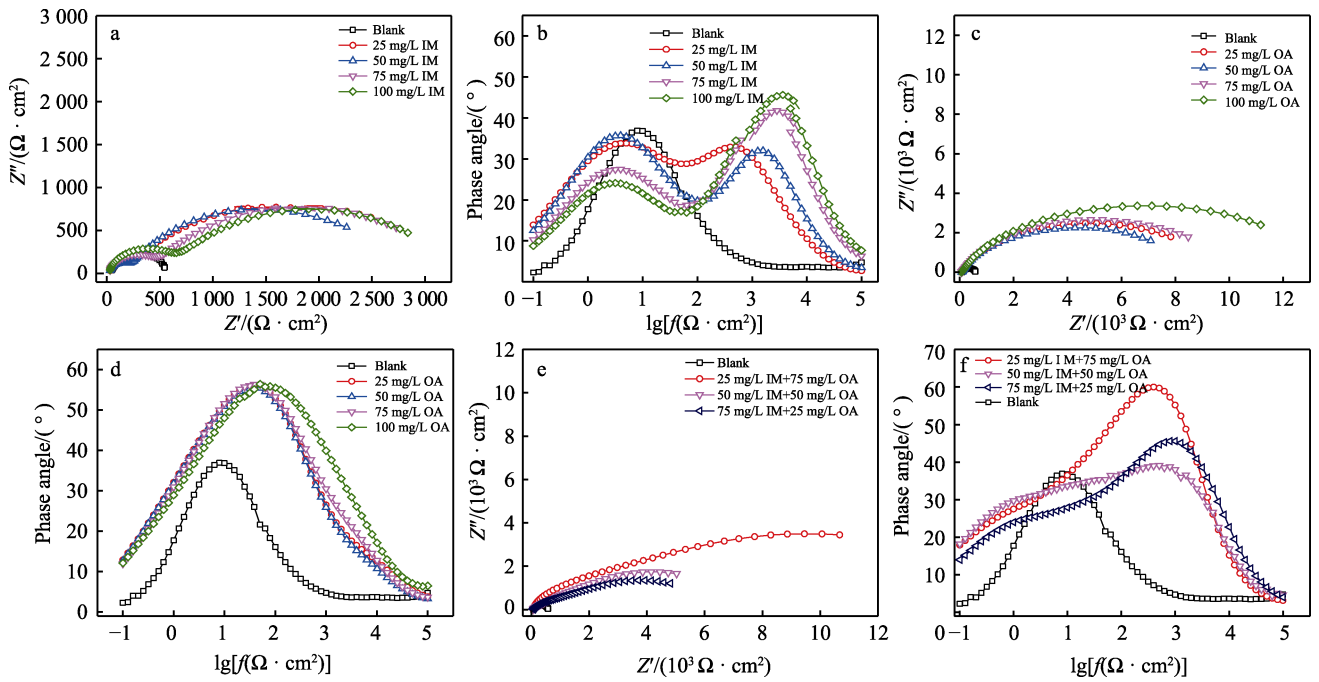 a
3 000
2 500
2 000
1 500
1 000
500
0
Z″/(Ω · cm²)
0
500
1 000
1 500
2 000
2 500
3 000
Z′/(Ω · cm²)
Blank
25 mg/L IM
50 mg/L IM
75 mg/L IM
100 mg/L IM
b
60
50
40
30
20
10
0
Phase angle/( ° )
−1
0
1
2
3
4
5
lg[f(Ω · cm²)]
Blank
25 mg/L IM
50 mg/L IM
75 mg/L IM
100 mg/L IM
c
12
10
8
6
4
2
0
Z″/(10³ Ω · cm²)
0
2
4
6
8
10
12
Z′/(10³ Ω · cm²)
Blank
25 mg/L OA
50 mg/L OA
75 mg/L OA
100 mg/L OA
d
60
50
40
30
20
10
0
Phase angle/( ° )
−1
0
1
2
3
4
5
lg[f(Ω · cm²)]
Blank
25 mg/L OA
50 mg/L OA
75 mg/L OA
100 mg/L OA
e
12
10
8
6
4
2
0
Z″/(10³ Ω · cm²)
0
2
4
6
8
10
12
Z′/(10³ Ω · cm²)
Blank
25 mg/L IM+75 mg/L OA
50 mg/L IM+50 mg/L OA
75 mg/L IM+25 mg/L OA
f
70
60
50
40
30
20
10
0
Phase angle/( ° )
−1
0
1
2
3
4
5
lg[f(Ω · cm²)]
25 mg/L I M+75 mg/L OA
50 mg/L IM+50 mg/L OA
75 mg/L IM+25 mg/L OA
Blank